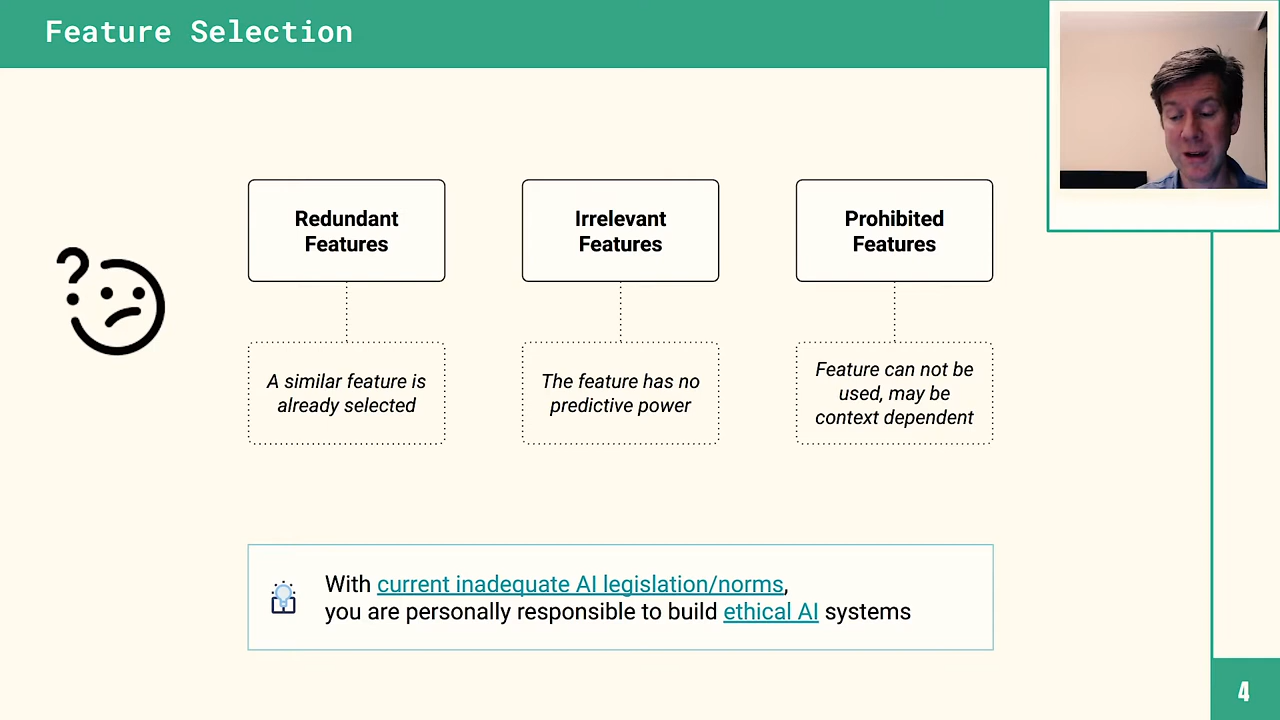 Feature Selection
Redundant
Features
Irrelevant
Features
Prohibited
Features
A similar feature is
already selected
The feature has no
predictive power
Feature can not be
used, may be
context dependent
With current inadequate AI legislation/norms,
you are personally responsible to build ethical AI systems
4